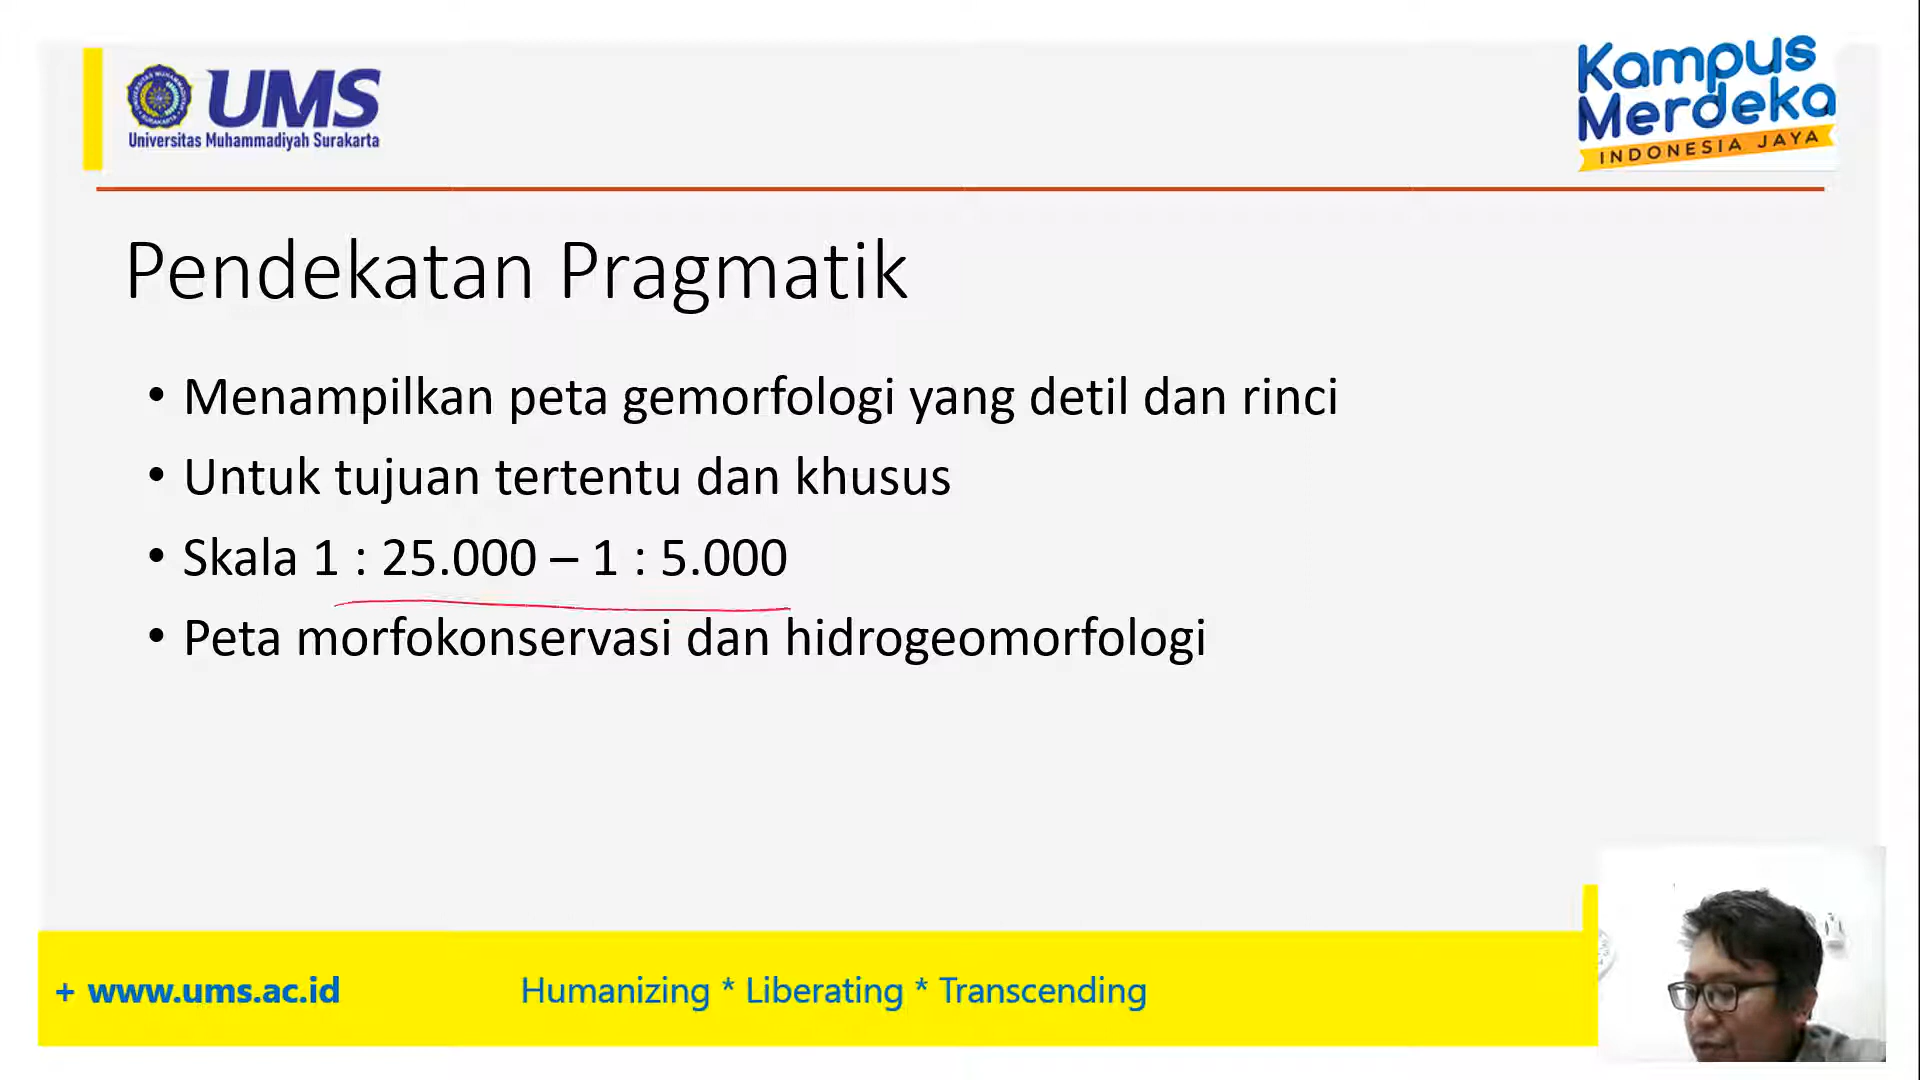 UMS
Universitas Muhammadiyah Surakarta
Kampus
Merdeka
INDONESIA JAYA
Pendekatan Pragmatik
• Menampilkan peta gemorfologi yang detil dan rinci
• Untuk tujuan tertentu dan khusus
• Skala 1 : 25.000 – 1 : 5.000
• Peta morfokonservasi dan hidrogeomorfologi
+ www.ums.ac.id
Humanizing * Liberating * Transcending